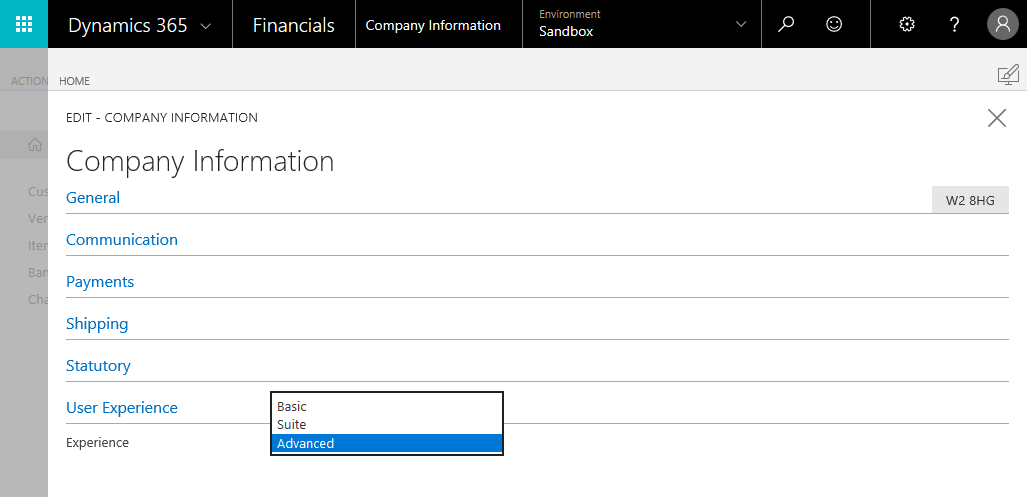 Dynamics 365
Financials
Company Information
Environment
Sandbox
ACTION
HOME
EDIT - COMPANY INFORMATION
Company Information
General
W2 8HG
Communication
Payments
Shipping
Statutory
User Experience
Experience
Basic
Suite
Advanced
Cus
Ven
Iten
Ban
Cha